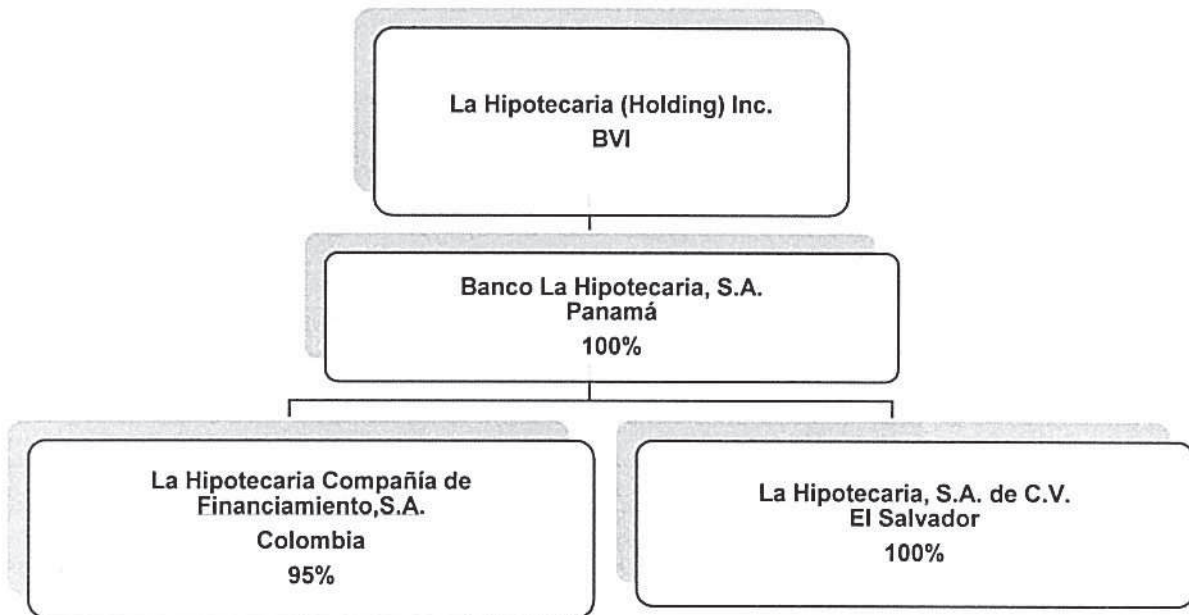 La Hipotecaria (Holding) Inc.
BVI
Banco La Hipotecaria, S.A.
Panamá
100%
La Hipotecaria Compañía de
Financiamiento,S.A.
Colombia
95%
La Hipotecaria, S.A. de C.V.
El Salvador
100%